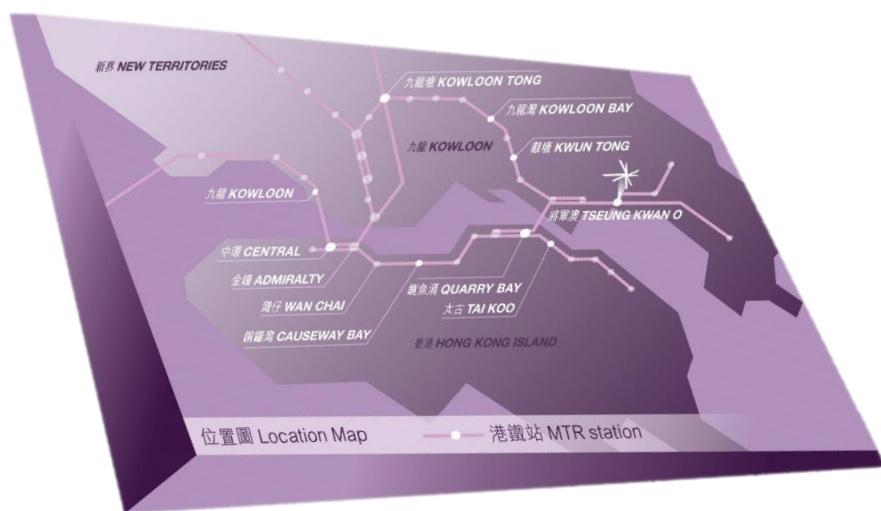 新界 NEW TERRITORIES
九龍塘 KOWLOON TONG
九龍灣 KOWLOON BAY
九龍 KOWLOON
觀塘 KWUN TONG
九龍 KOWLOON
將軍澳 TSEUNG KWAN O
中環 CENTRAL
金鐘 ADMIRALTY
鰂魚涌 QUARRY BAY
灣仔 WAN CHAI
太古 TAI KOO
銅鑼灣 CAUSEWAY BAY
香港 HONG KONG ISLAND
位置圖 Location Map
港鐵站 MTR station